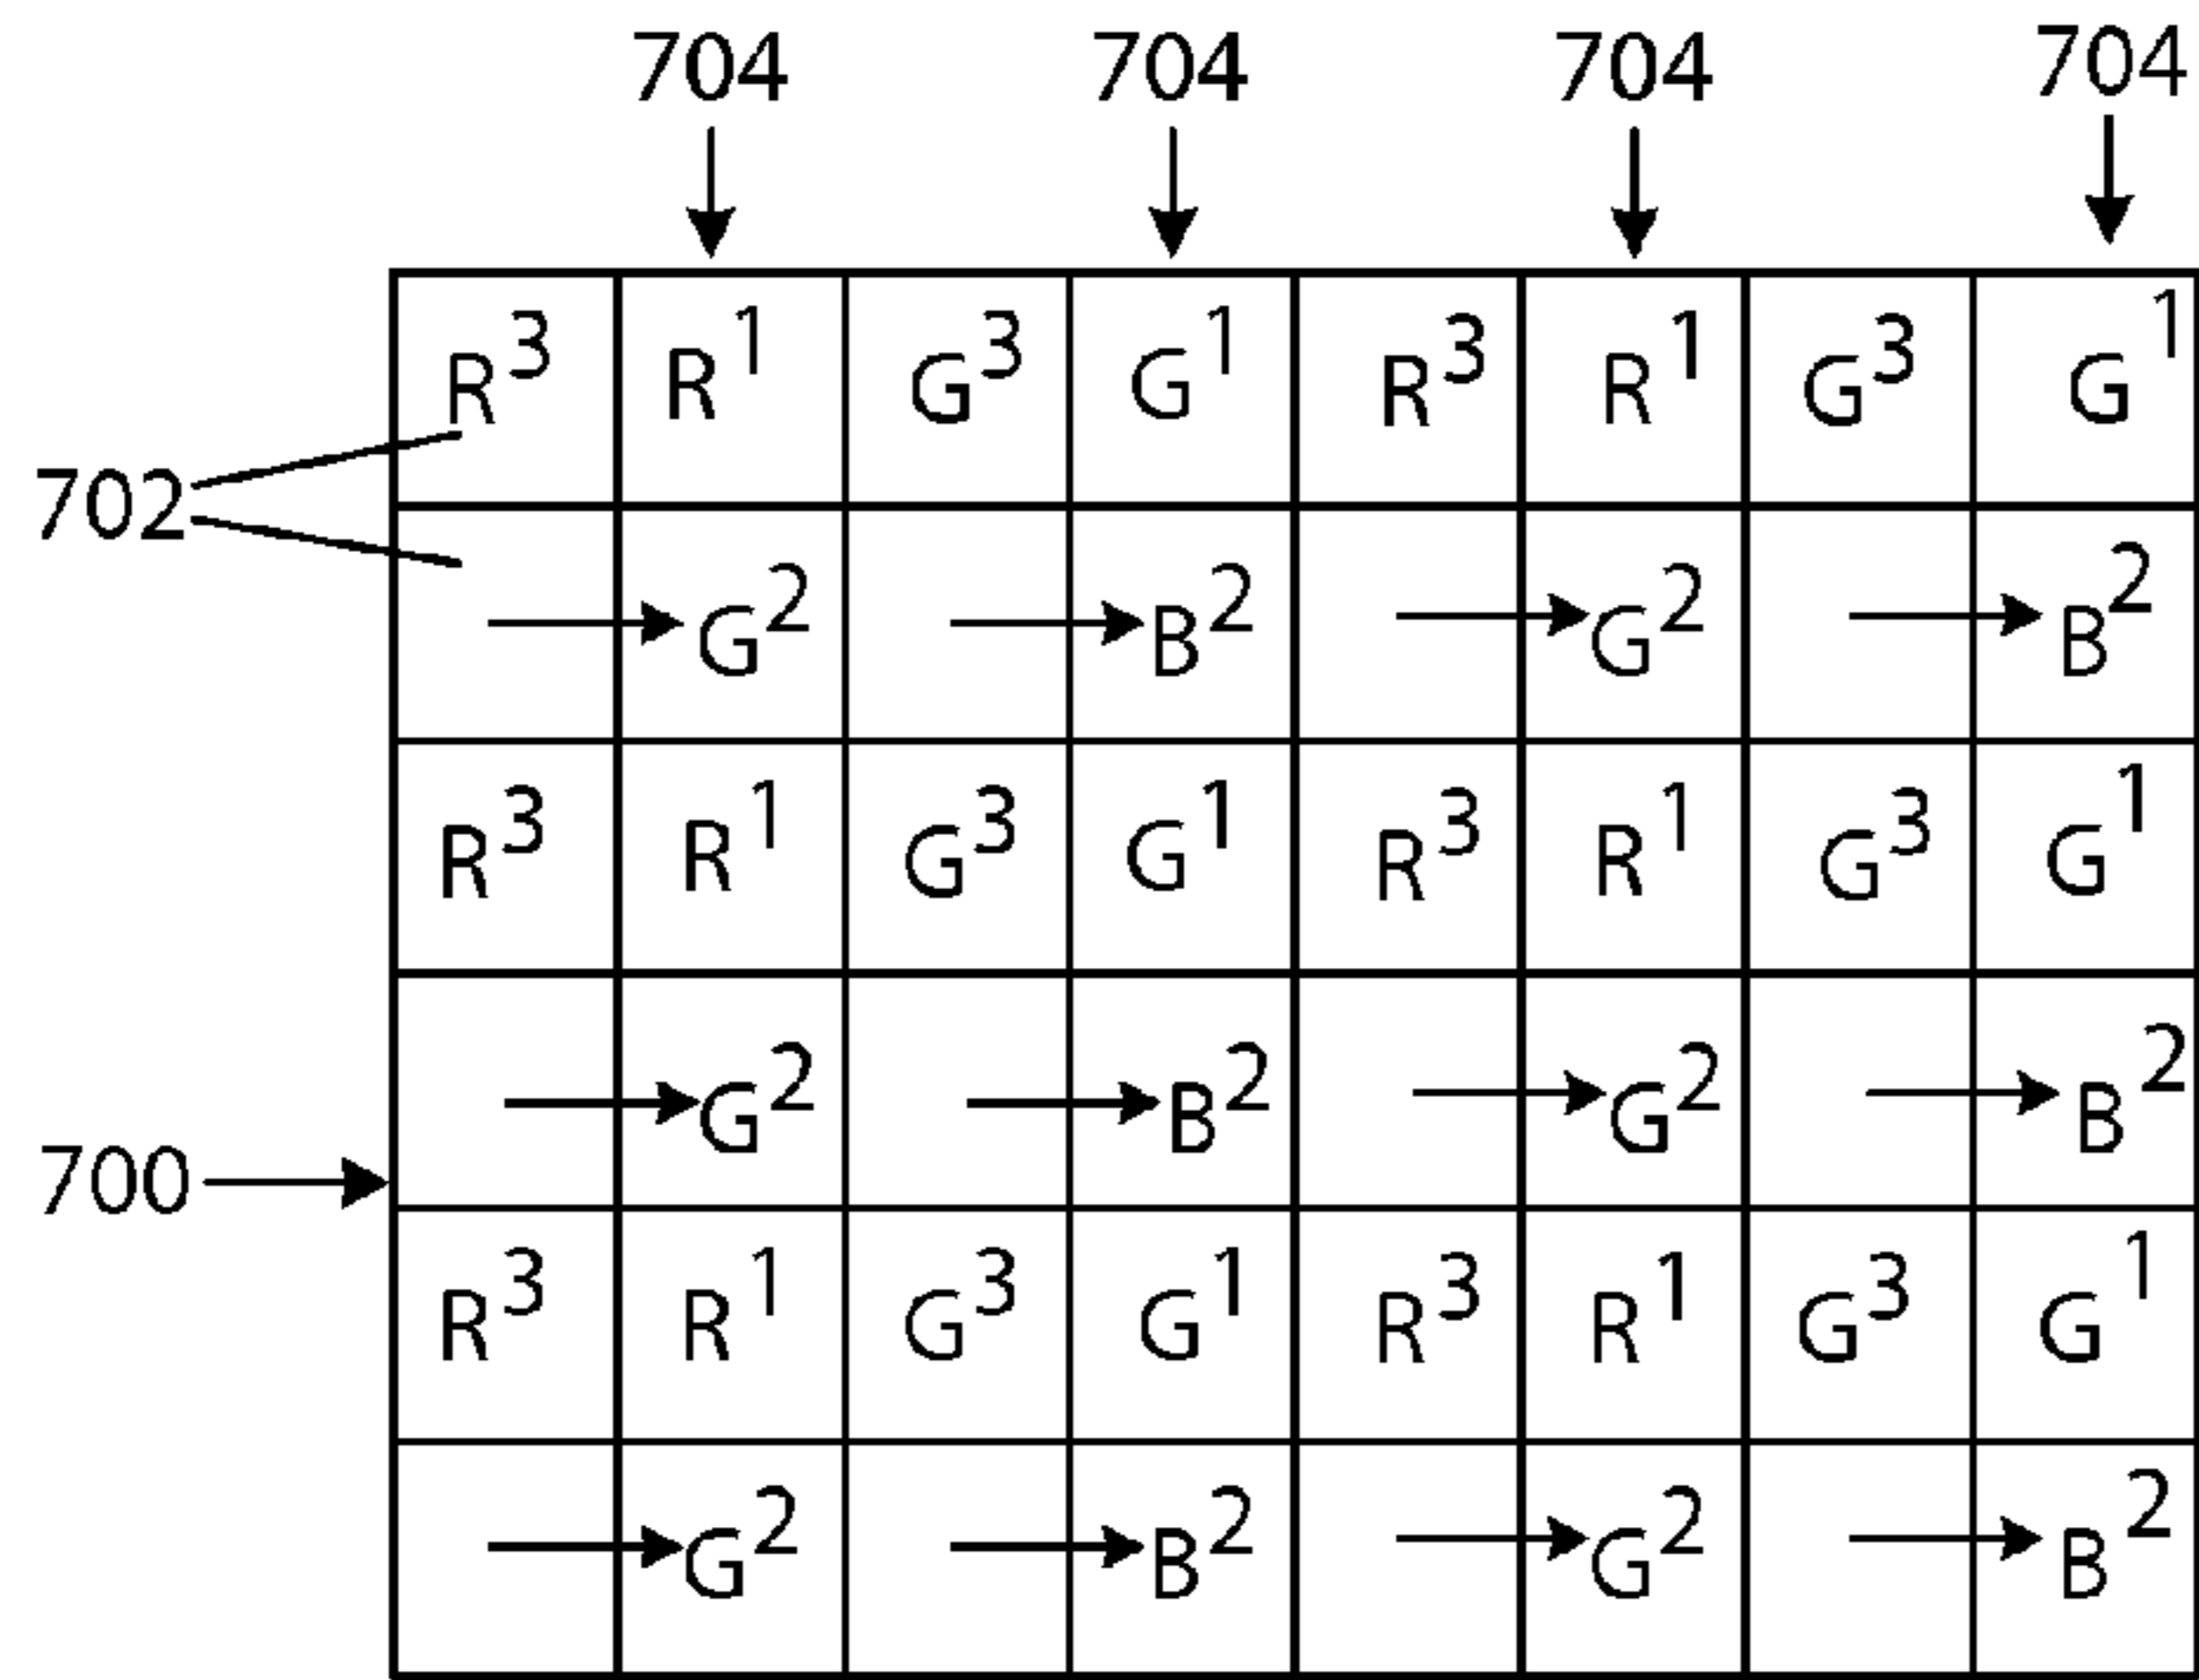 704 704 704 704
R³ R¹ G³ G¹ R³ R¹ G³ G¹
702
G² B² G² B²
R³ R¹ G³ G¹ R³ R¹ G³ G¹
G² B² G² B²
700
R³ R¹ G³ G¹ R³ R¹ G³ G¹
G² B² G² B²